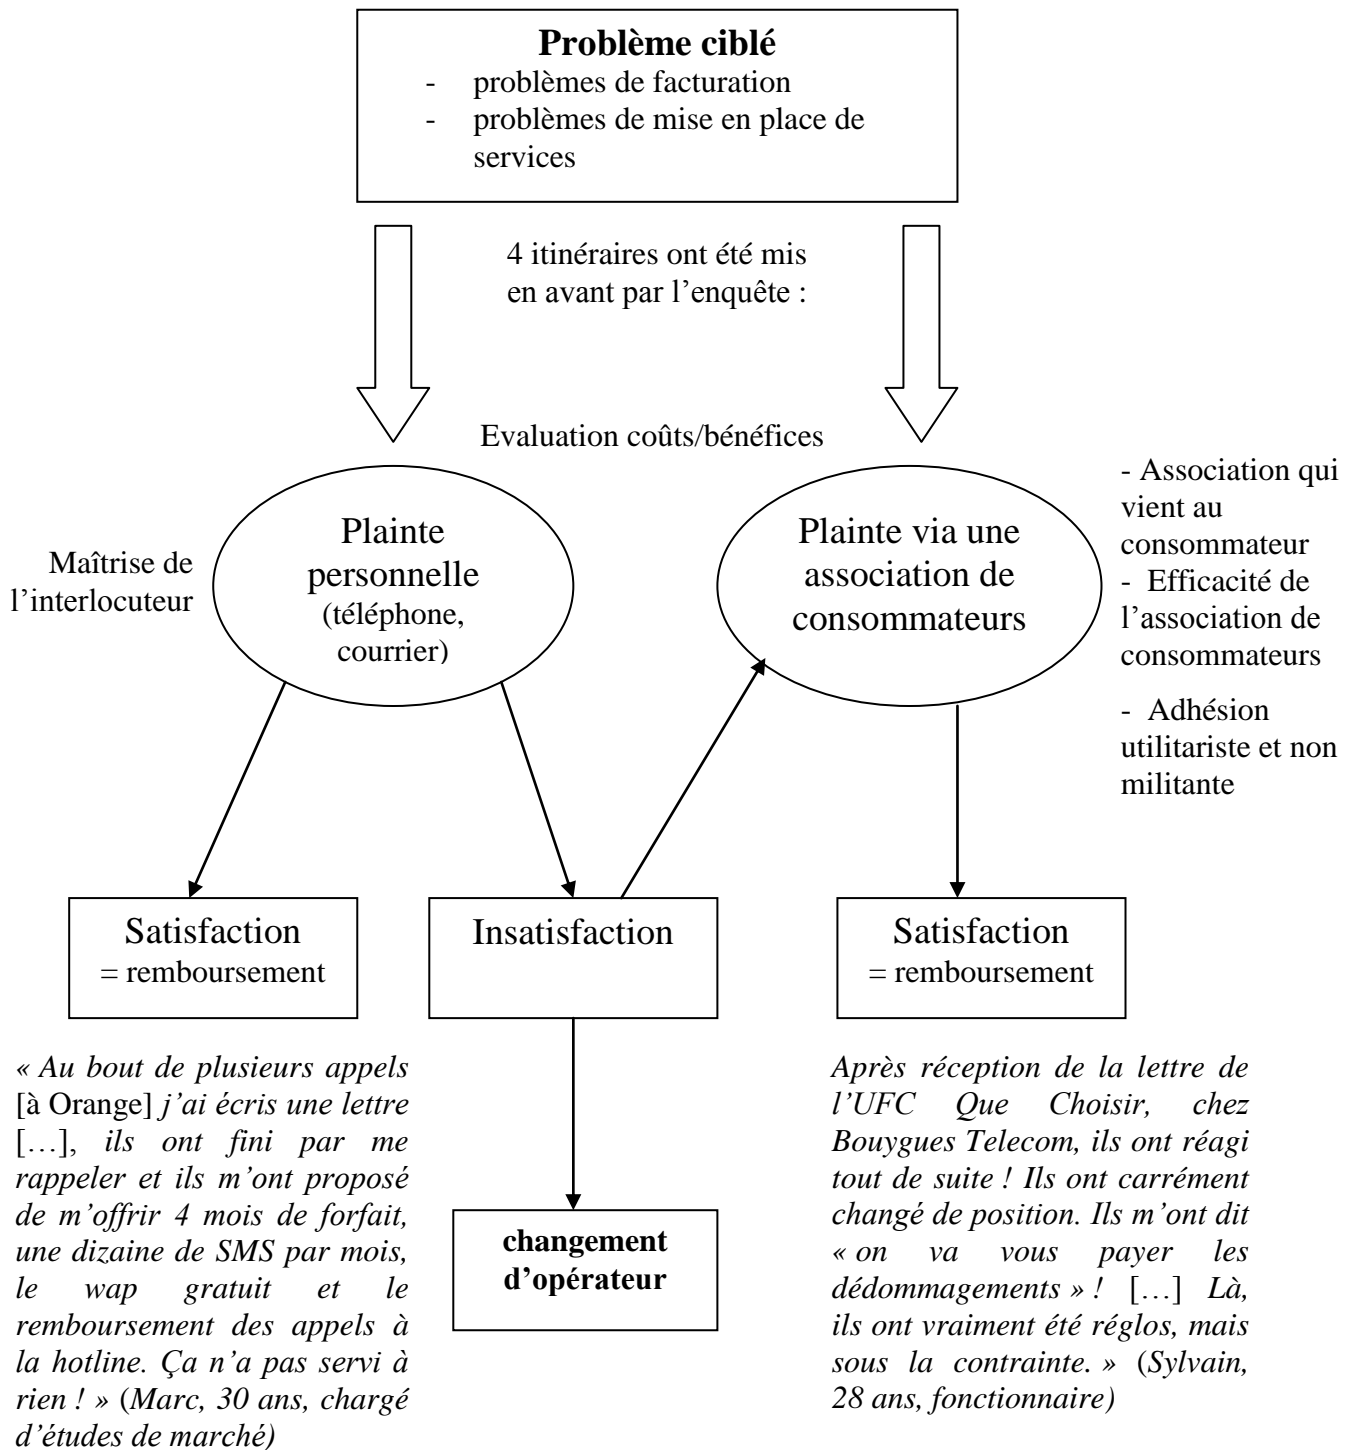 Problème ciblé
- problèmes de facturation
- problèmes de mise en place de
services
4 itinéraires ont été mis
en avant par l’enquête :
Evaluation coûts/bénéfices
Maîtrise de
l’interlocuteur
Plainte
personnelle
(téléphone,
courrier)
Plainte via une
association de
consommateurs
- Association qui
vient au
consommateur
- Efficacité de
l’association de
consommateurs
- Adhésion
utilitariste et non
militante
Satisfaction
= remboursement
Insatisfaction
Satisfaction
= remboursement
« Au bout de plusieurs appels
[à Orange] j’ai écris une lettre
[…], ils ont fini par me
rappeler et ils m’ont proposé
de m’offrir 4 mois de forfait,
une dizaine de SMS par mois,
le wap gratuit et le
remboursement des appels à
la hotline. Ça n’a pas servi à
rien ! » (Marc, 30 ans, chargé
d’études de marché)
changement
d’opérateur
Après réception de la lettre de
l’UFC Que Choisir, chez
Bouygues Telecom, ils ont réagi
tout de suite ! Ils ont carrément
changé de position. Ils m’ont dit
« on va vous payer les
dédommagements » ! […] Là,
ils ont vraiment été réglos, mais
sous la contrainte. » (Sylvain,
28 ans, fonctionnaire)